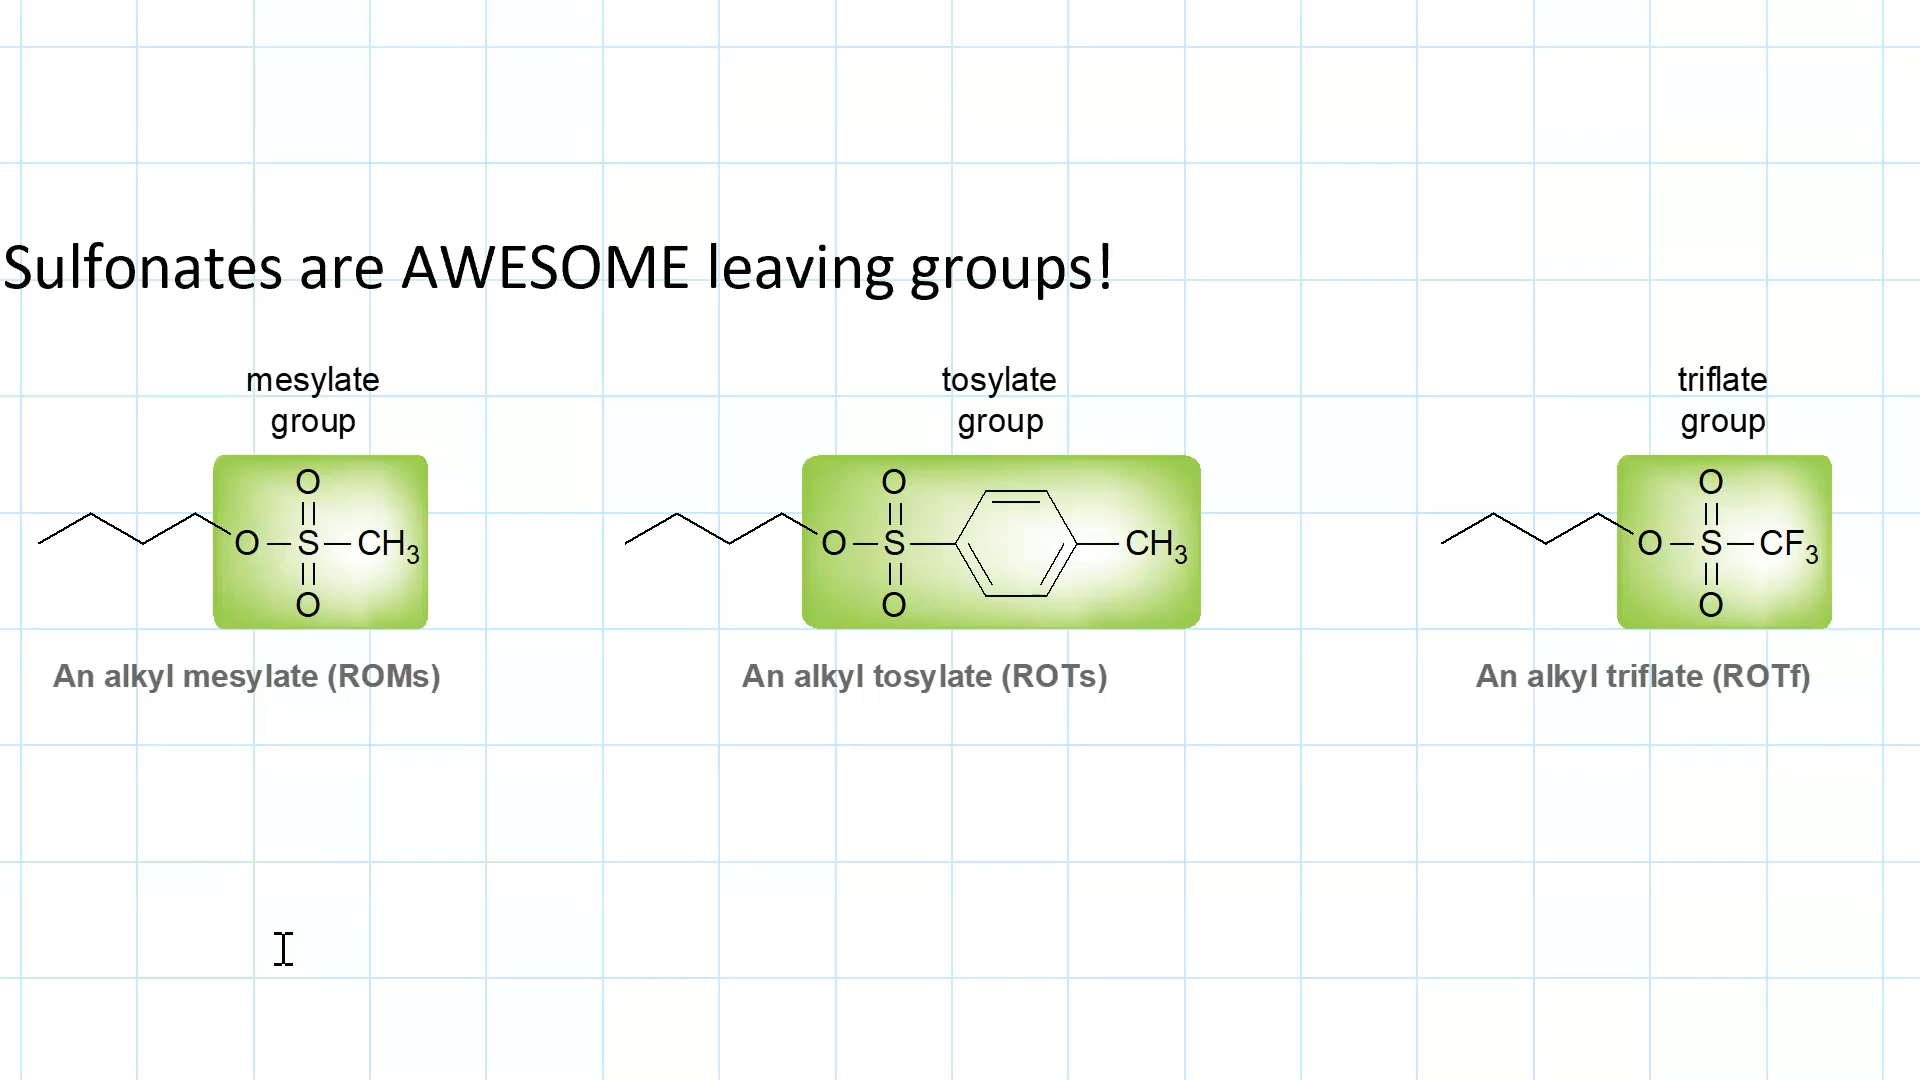 Sulfonates are AWESOME leaving groups!
mesylate
group
O
O S CH3
O
An alkyl mesylate (ROMs)
tosylate
group
O
O S CH3
O
An alkyl tosylate (ROTs)
triflate
group
O
O S CF3
O
An alkyl triflate (ROTf)